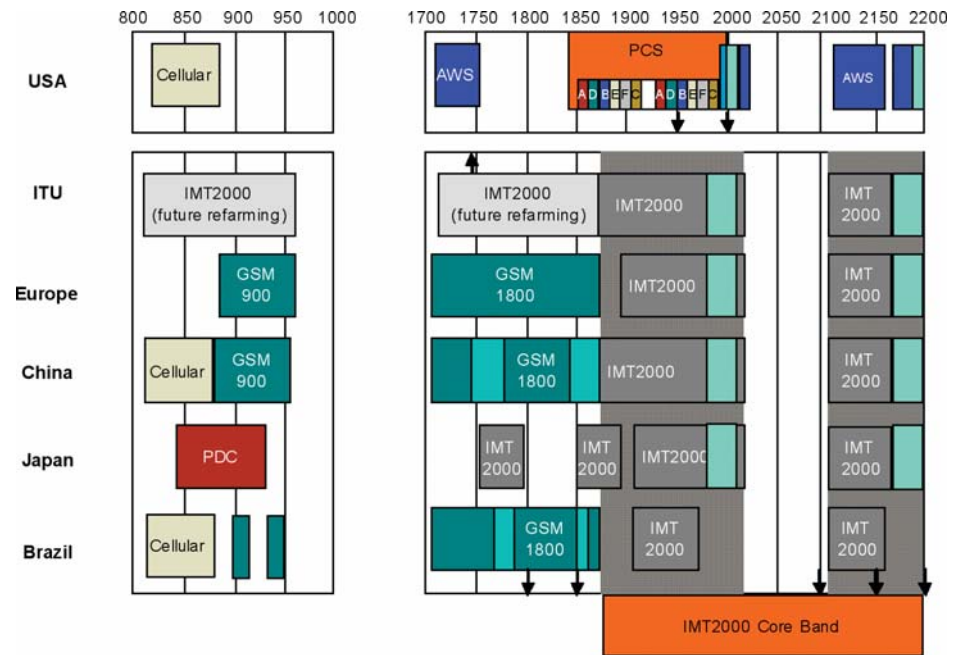 800 850 900 950 1000 1700 1750 1800 1850 1900 1950 2000 2050 2100 2150 2200
USA
Cellular
AWS
PCS
A D B E F C A D B E F C
AWS
ITU
IMT2000
(future refarming)
IMT2000
(future refarming)
IMT2000
IMT
2000
Europe
GSM
900
GSM
1800
IMT2000
IMT
2000
China
Cellular
GSM
900
GSM
1800
IMT2000
IMT
2000
Japan
PDC
IMT
2000
IMT
2000
IMT2000
IMT
2000
Brazil
Cellular
GSM
1800
IMT
2000
IMT
2000
IMT2000 Core Band